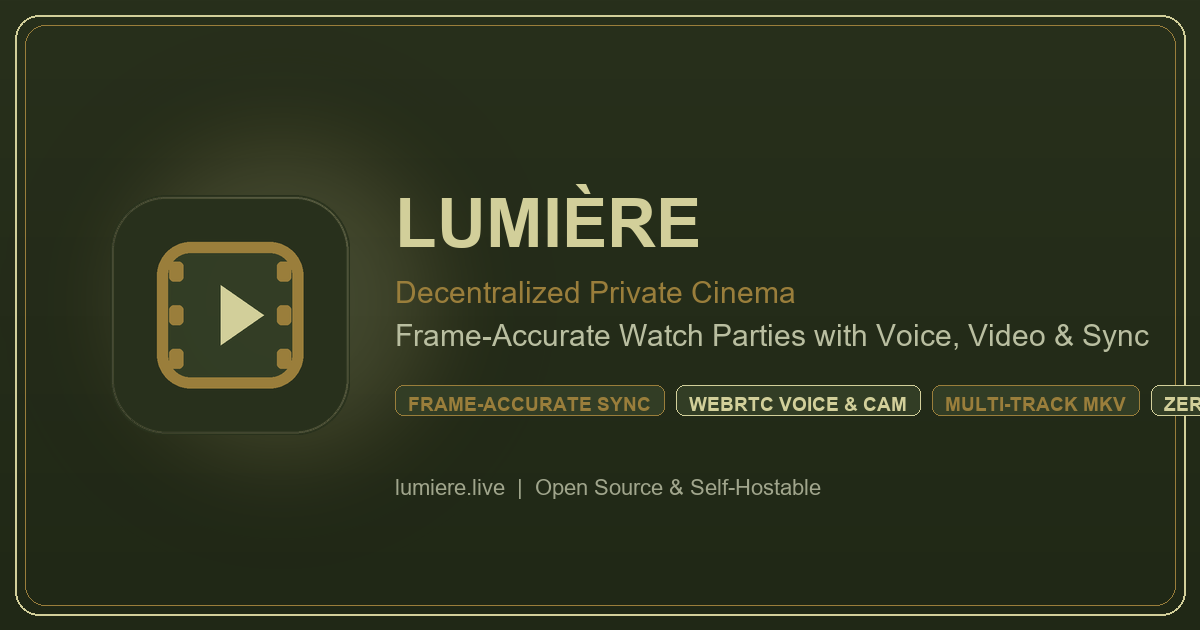 LUMIÈRE
Decentralized Private Cinema
Frame-Accurate Watch Parties with Voice, Video & Sync
FRAME-ACCURATE SYNC WEBRTC VOICE & CAM MULTI-TRACK MKV
lumiere.live | Open Source & Self-Hostable